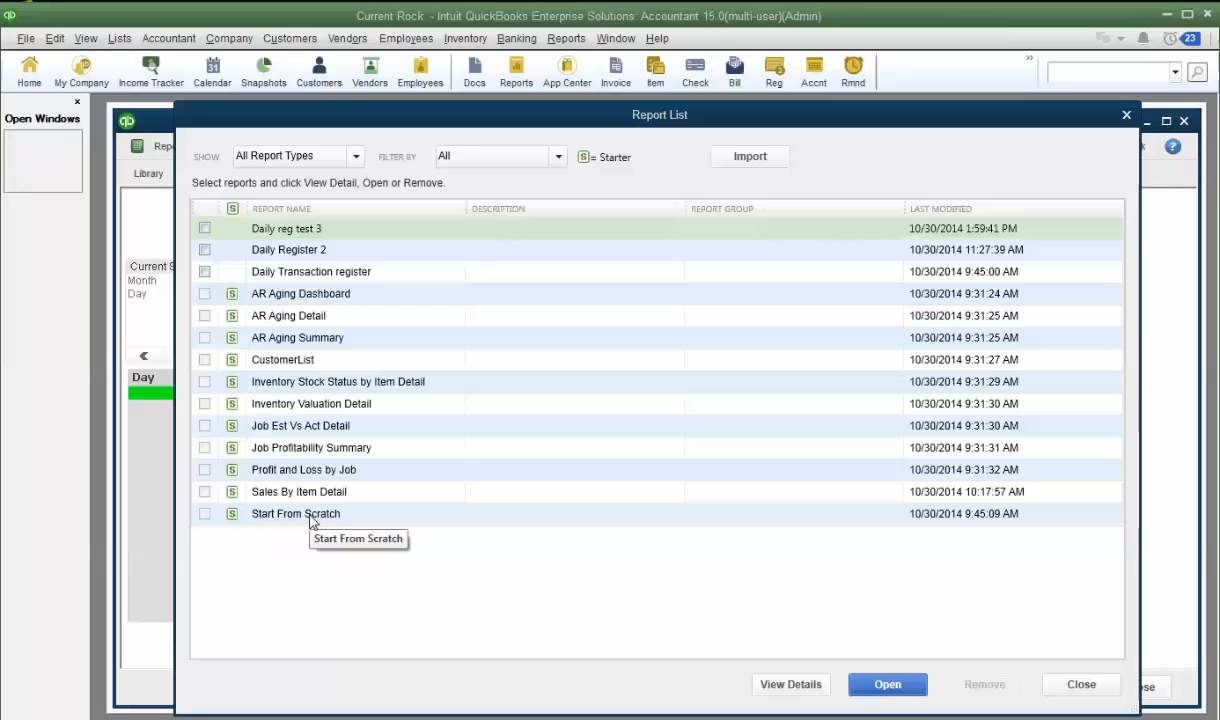 Current Rock - Intuit QuickBooks Enterprise Solutions: Accountant 15.0(multi-user)(Admin)
File Edit View Lists Accountant Company Customers Vendors Employees Inventory Banking Reports Window Help 23
Home My Company Income Tracker Calendar Snapshots Customers Vendors Employees Docs Reports App Center Invoice Item Check Bill Reg Accnt Rmnd
Open Windows
Report List
Library
SHOW All Report Types FILTER BY All S = Starter Import
Select reports and click View Detail, Open or Remove.
S REPORT NAME DESCRIPTION REPORT GROUP LAST MODIFIED
Daily reg test 3 10/30/2014 1:59:41 PM
Daily Register 2 10/30/2014 11:27:39 AM
Daily Transaction register 10/30/2014 9:45:00 AM
S AR Aging Dashboard 10/30/2014 9:31:24 AM
S AR Aging Detail 10/30/2014 9:31:25 AM
S AR Aging Summary 10/30/2014 9:31:25 AM
S CustomerList 10/30/2014 9:31:27 AM
S Inventory Stock Status by Item Detail 10/30/2014 9:31:29 AM
S Inventory Valuation Detail 10/30/2014 9:31:30 AM
S Job Est Vs Act Detail 10/30/2014 9:31:30 AM
S Job Profitability Summary 10/30/2014 9:31:31 AM
S Profit and Loss by Job 10/30/2014 9:31:32 AM
S Sales By Item Detail 10/30/2014 10:17:57 AM
S Start From Scratch 10/30/2014 9:45:09 AM
Start From Scratch
Current S
Month
Day
Day
View Details Open Remove Close